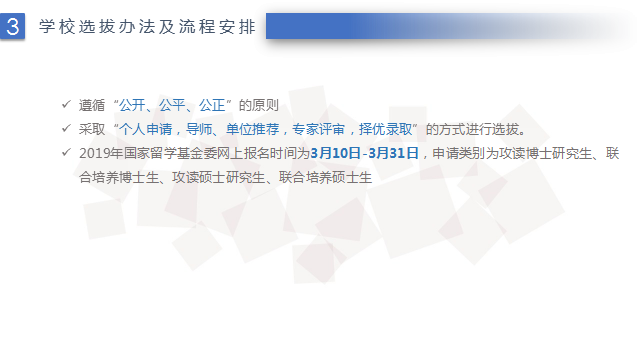 3 学校选拔办法及流程安排
✓ 遵循“公开、公平、公正”的原则
✓ 采取“个人申请，导师、单位推荐，专家评审，择优录取”的方式进行选拔。
✓ 2019年国家留学基金委网上报名时间为3月10日-3月31日，申请类别为攻读博士研究生、联
合培养博士生、攻读硕士研究生、联合培养硕士生